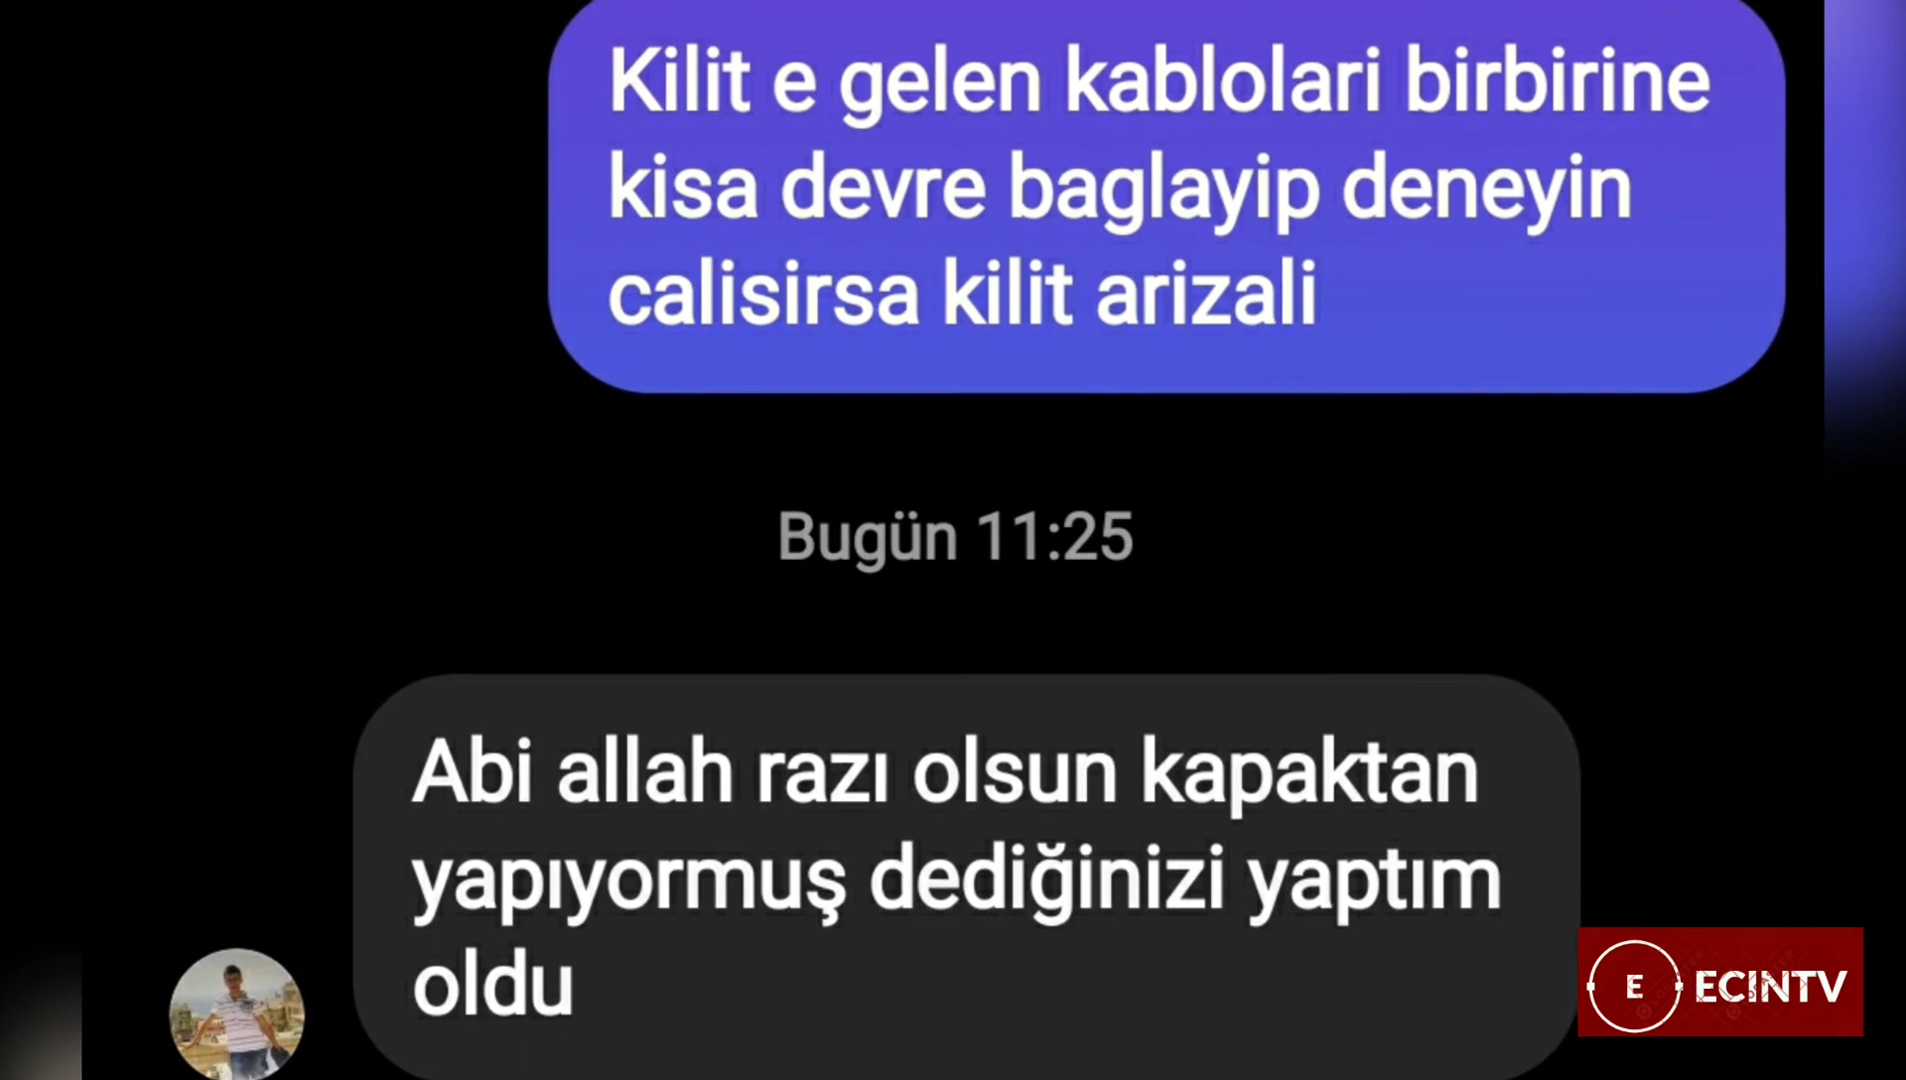 Kilit e gelen kablolari birbirine
kisa devre baglayip deneyin
calisirsa kilit arizali
Bugün 11:25
Abi allah razı olsun kapaktan
yapıyormuş dediğinizi yaptım
oldu
E ECINTV